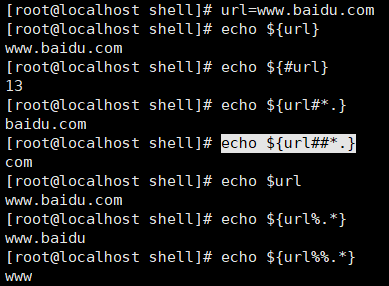 [root@localhost shell]# url=www.baidu.com
[root@localhost shell]# echo ${url}
www.baidu.com
[root@localhost shell]# echo ${#url}
13
[root@localhost shell]# echo ${url#*.}
baidu.com
[root@localhost shell]# echo ${url##*.}
com
[root@localhost shell]# echo $url
www.baidu.com
[root@localhost shell]# echo ${url%.*}
www.baidu
[root@localhost shell]# echo ${url%%.*}
www